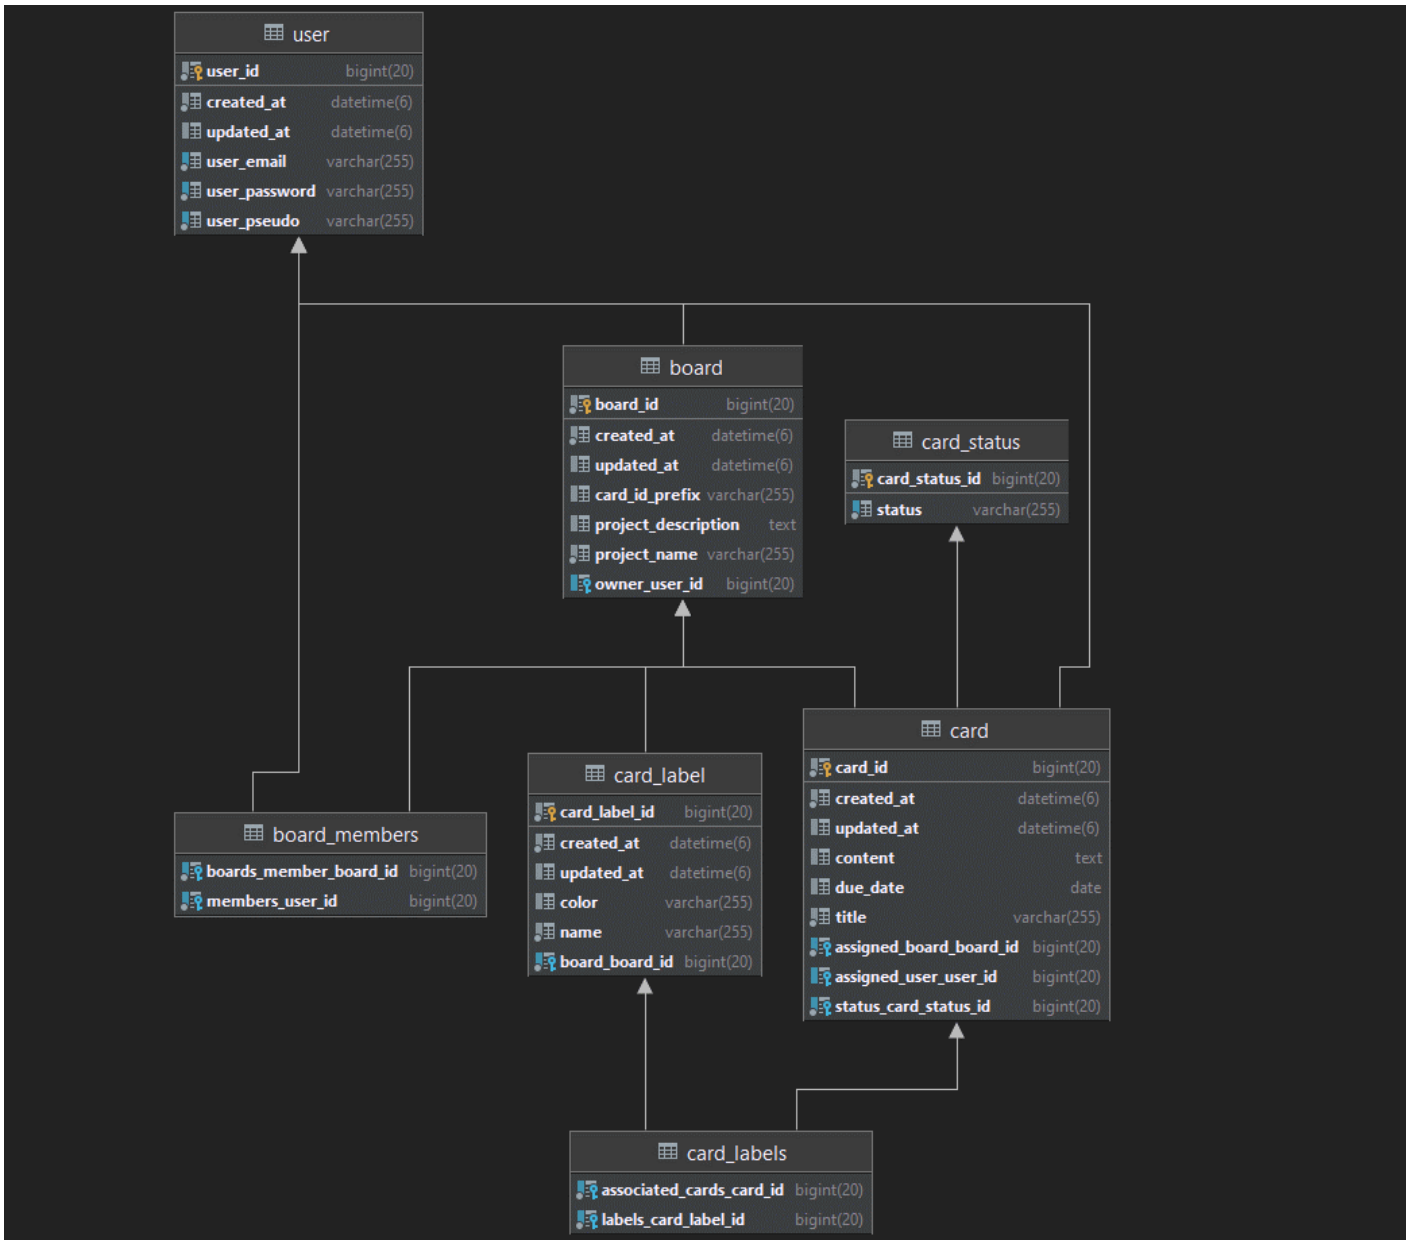 user
user_id bigint(20)
created_at datetime(6)
updated_at datetime(6)
user_email varchar(255)
user_password varchar(255)
user_pseudo varchar(255)
board
board_id bigint(20)
created_at datetime(6)
updated_at datetime(6)
card_id_prefix varchar(255)
project_description text
project_name varchar(255)
owner_user_id bigint(20)
card_status
card_status_id bigint(20)
status varchar(255)
card
card_id bigint(20)
created_at datetime(6)
updated_at datetime(6)
content text
due_date date
title varchar(255)
assigned_board_board_id bigint(20)
assigned_user_user_id bigint(20)
status_card_status_id bigint(20)
card_label
card_label_id bigint(20)
created_at datetime(6)
updated_at datetime(6)
color varchar(255)
name varchar(255)
board_board_id bigint(20)
board_members
boards_member_board_id bigint(20)
members_user_id bigint(20)
card_labels
associated_cards_card_id bigint(20)
labels_card_label_id bigint(20)